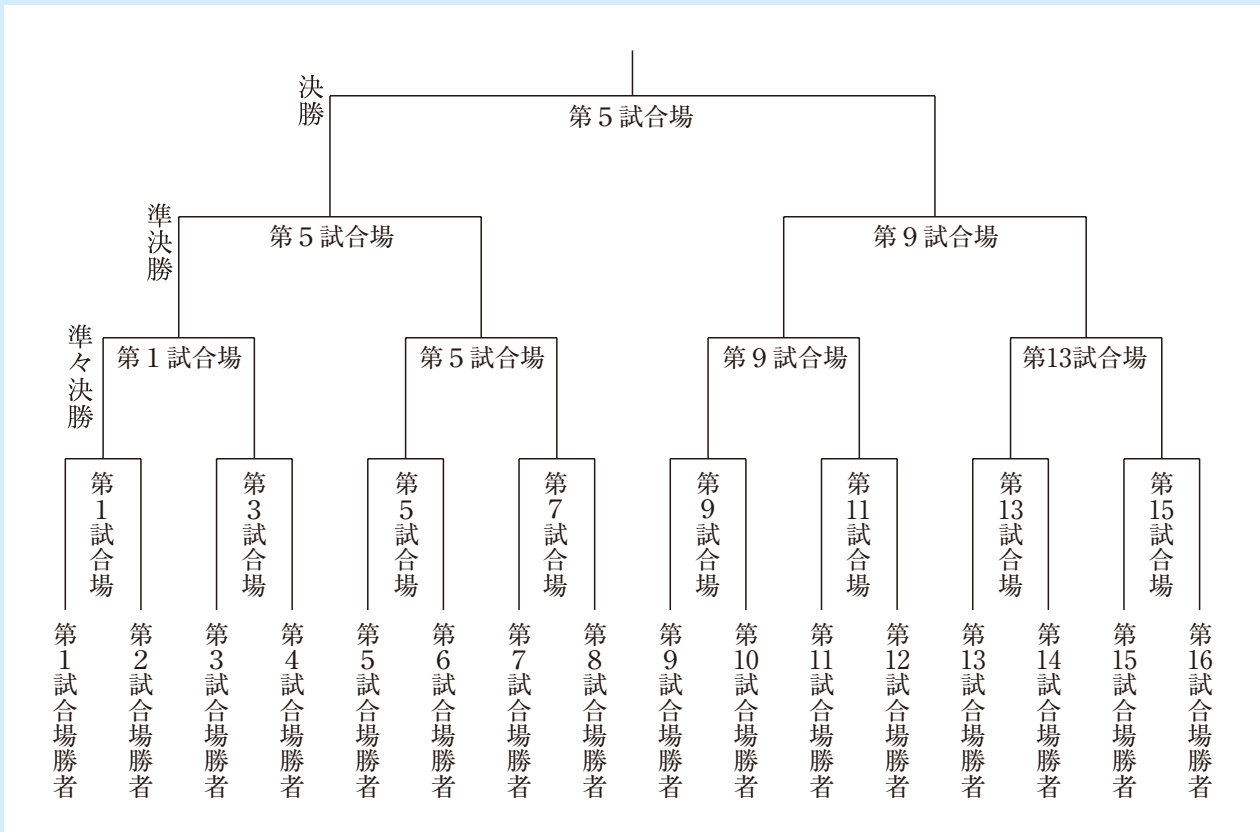 決勝
第5試合場
準決勝
第5試合場
第9試合場
準々決勝
第1試合場
第5試合場
第9試合場
第13試合場
第1試合場
第3試合場
第5試合場
第7試合場
第9試合場
第11試合場
第13試合場
第15試合場
第1試合場勝者
第2試合場勝者
第3試合場勝者
第4試合場勝者
第5試合場勝者
第6試合場勝者
第7試合場勝者
第8試合場勝者
第9試合場勝者
第10試合場勝者
第11試合場勝者
第12試合場勝者
第13試合場勝者
第14試合場勝者
第15試合場勝者
第16試合場勝者